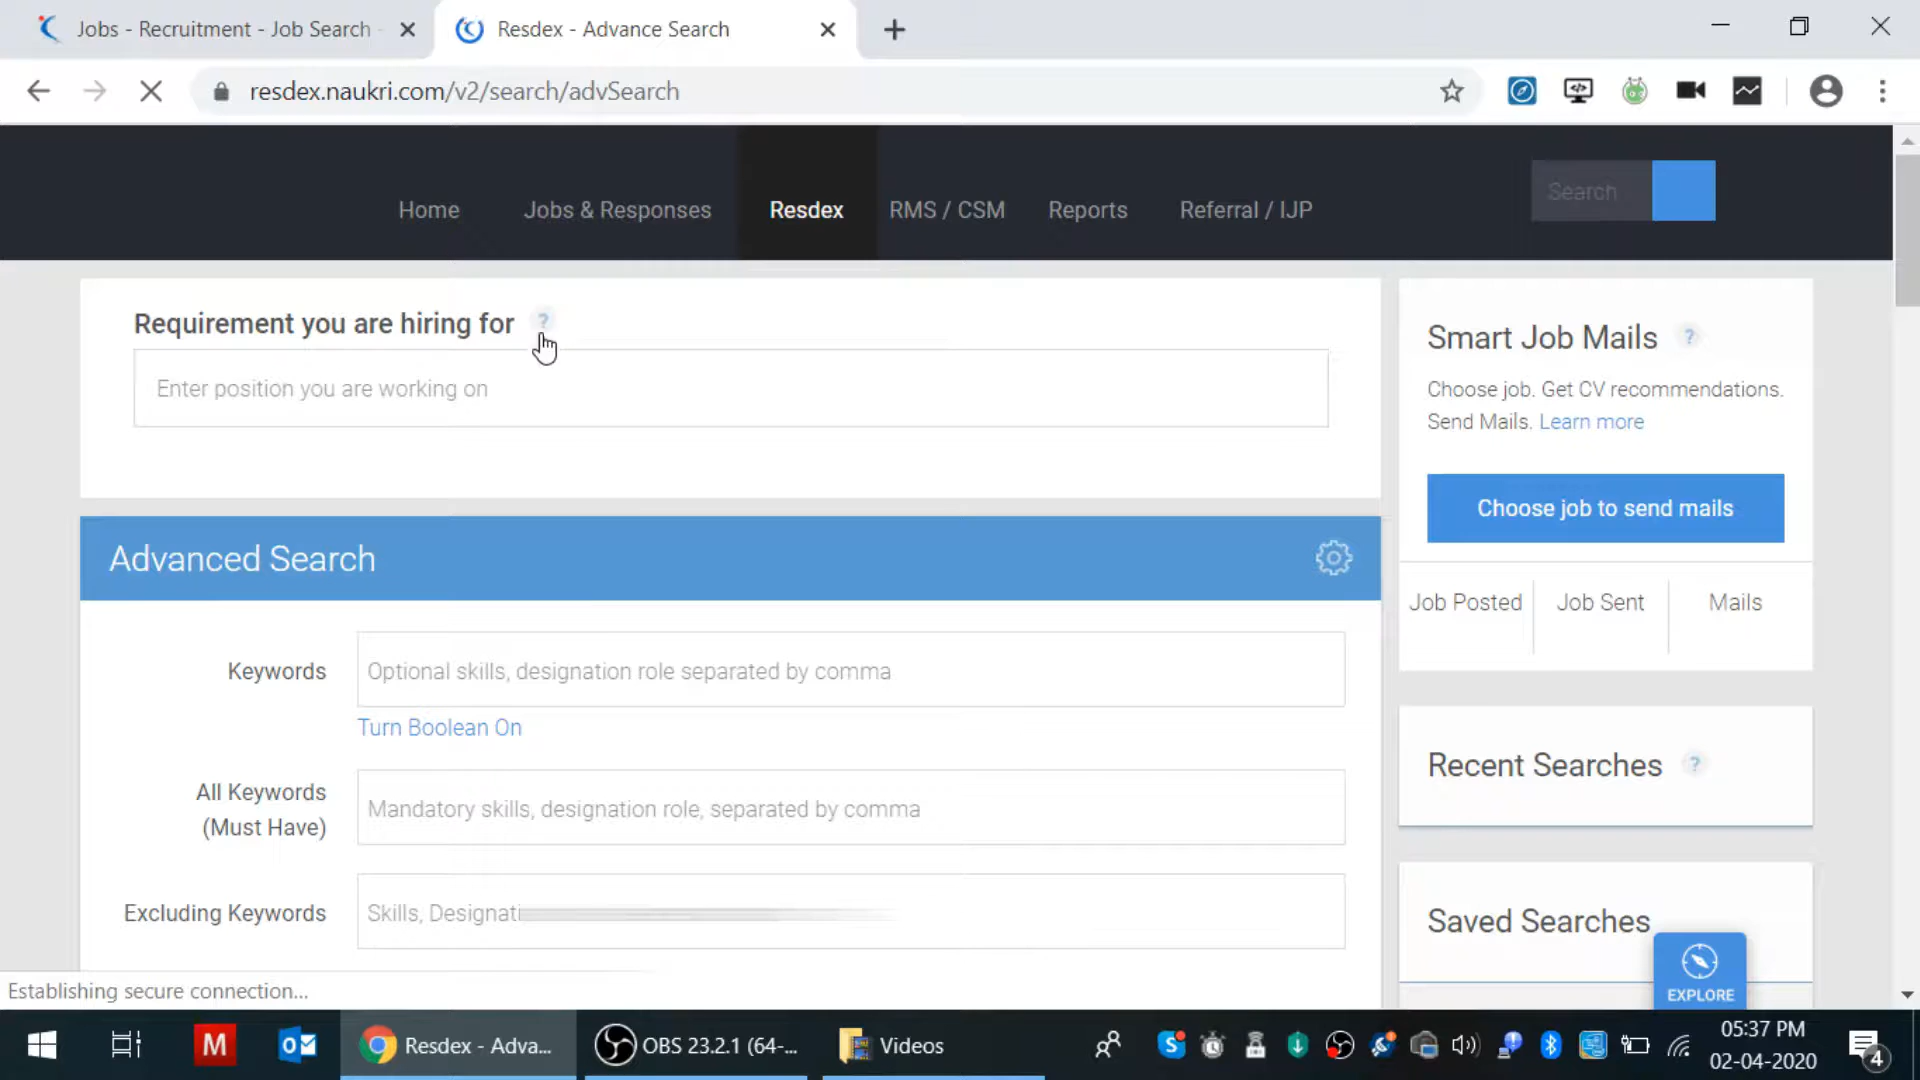 Jobs - Recruitment - Job Search -
Resdex - Advance Search
resdex.naukri.com/v2/search/advSearch
Home
Jobs & Responses
Resdex
RMS / CSM
Reports
Referral / IJP
Search
Requirement you are hiring for ?
Enter position you are working on
Advanced Search
Keywords
Optional skills, designation role separated by comma
Turn Boolean On
All Keywords
(Must Have)
Mandatory skills, designation role, separated by comma
Excluding Keywords
Skills, Designati
Smart Job Mails ?
Choose job. Get CV recommendations.
Send Mails. Learn more
Choose job to send mails
Job Posted
Job Sent
Mails
Recent Searches ?
Saved Searches
EXPLORE
Establishing secure connection...
M
Resdex - Adva...
OBS 23.2.1 (64-...
Videos
05:37 PM
02-04-2020
4